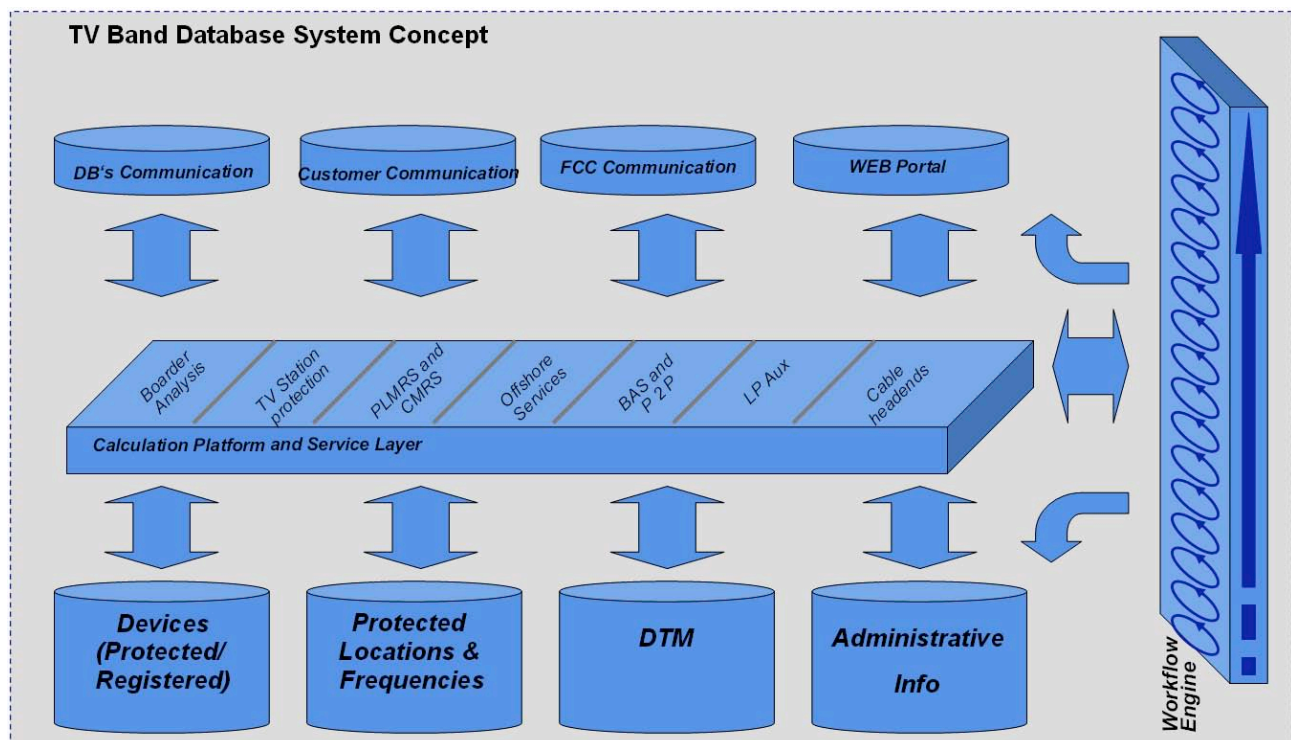 TV Band Database System Concept
DB's Communication
Customer Communication
FCC Communication
WEB Portal
Boarder
Analysis
TV Station
protection
PLMRS and
CMRS
Offshore
Services
BAS and
P 2 P
LP Aux
Cable
headends
Calculation Platform and Service Layer
Devices
(Protected/
Registered)
Protected
Locations &
Frequencies
DTM
Administrative
Info
Workflow
Engine